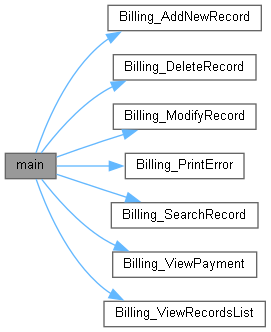 Billing_AddNewRecord
Billing_DeleteRecord
Billing_ModifyRecord
main
Billing_PrintError
Billing_SearchRecord
Billing_ViewPayment
Billing_ViewRecordsList